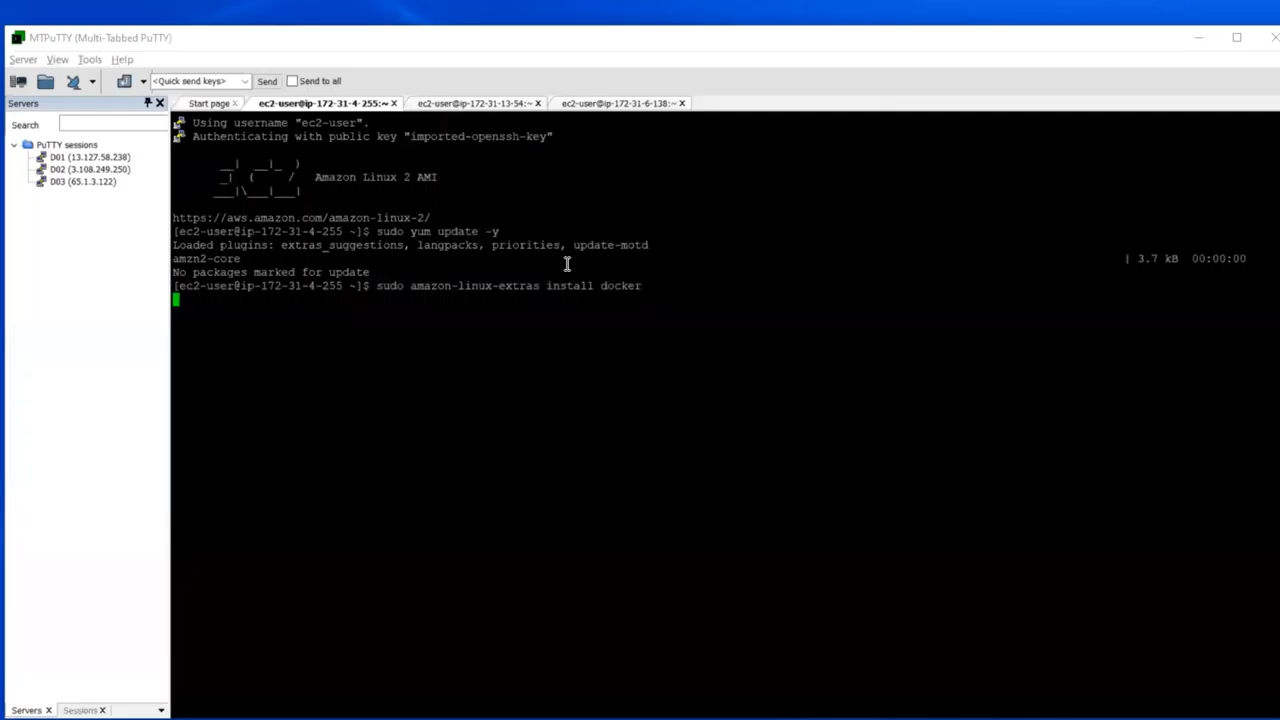 MTPuTTY (Multi-Tabbed PuTTY)
Server View Tools Help
<Quick send keys> Send Send to all
Servers
Start page ec2-user@ip-172-31-4-255:~ ec2-user@ip-172-31-13-54:~ ec2-user@ip-172-31-6-138:~
Search
PuTTY sessions
D01 (13.127.58.238)
D02 (3.108.249.250)
D03 (65.1.3.122)
Using username "ec2-user".
Authenticating with public key "imported-openssh-key"
__| __|_ )
_| ( / Amazon Linux 2 AMI
___|\___|___|
https://aws.amazon.com/amazon-linux-2/
[ec2-user@ip-172-31-4-255 ~]$ sudo yum update -y
Loaded plugins: extras_suggestions, langpacks, priorities, update-motd
amzn2-core | 3.7 kB 00:00:00
No packages marked for update
[ec2-user@ip-172-31-4-255 ~]$ sudo amazon-linux-extras install docker
Servers Sessions